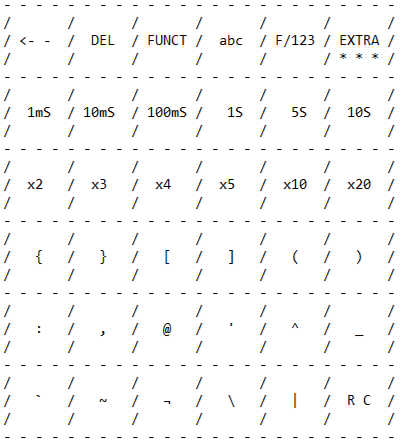 - - - - - - - - - - - - - - - - - - - - - - - - -
/       /       /       /       /       /       /
/ <- -  /  DEL  / FUNCT /  abc  / F/123 / EXTRA /
/       /       /       /       /       / * * * /
- - - - - - - - - - - - - - - - - - - - - - - - -
/       /       /       /       /       /       /
/  1mS  / 10mS  / 100mS /   1S  /   5S  /  10S  /
/       /       /       /       /       /       /
- - - - - - - - - - - - - - - - - - - - - - - - -
/       /       /       /       /       /       /
/  x2   /  x3   /  x4   /  x5   /  x10  /  x20  /
/       /       /       /       /       /       /
- - - - - - - - - - - - - - - - - - - - - - - - -
/       /       /       /       /       /       /
/   {   /   }   /   [   /   ]   /   (   /   )   /
/       /       /       /       /       /       /
- - - - - - - - - - - - - - - - - - - - - - - - -
/       /       /       /       /       /       /
/   :   /   ,   /   @   /   '   /   ^   /   _   /
/       /       /       /       /       /       /
- - - - - - - - - - - - - - - - - - - - - - - - -
/       /       /       /       /       /       /
/   `   /   ~   /   ¬   /   \   /   |   /  R C  /
/       /       /       /       /       /       /
- - - - - - - - - - - - - - - - - - - - - - - - -